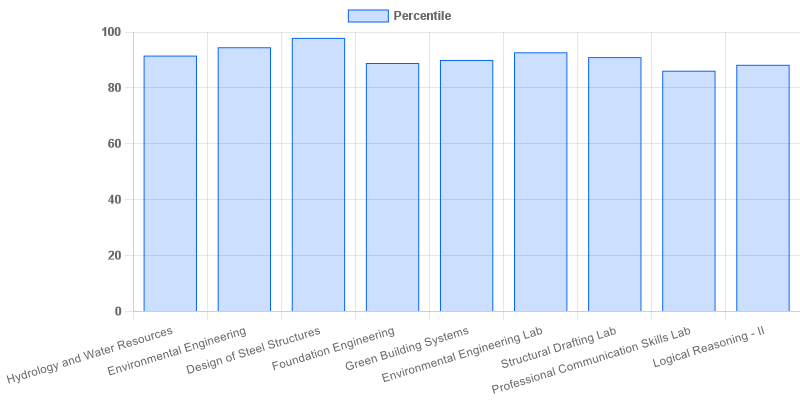 Percentile
100
80
60
40
20
0
Hydrology and Water Resources
Environmental Engineering
Design of Steel Structures
Foundation Engineering
Green Building Systems
Environmental Engineering Lab
Structural Drafting Lab
Professional Communication Skills Lab
Logical Reasoning - II